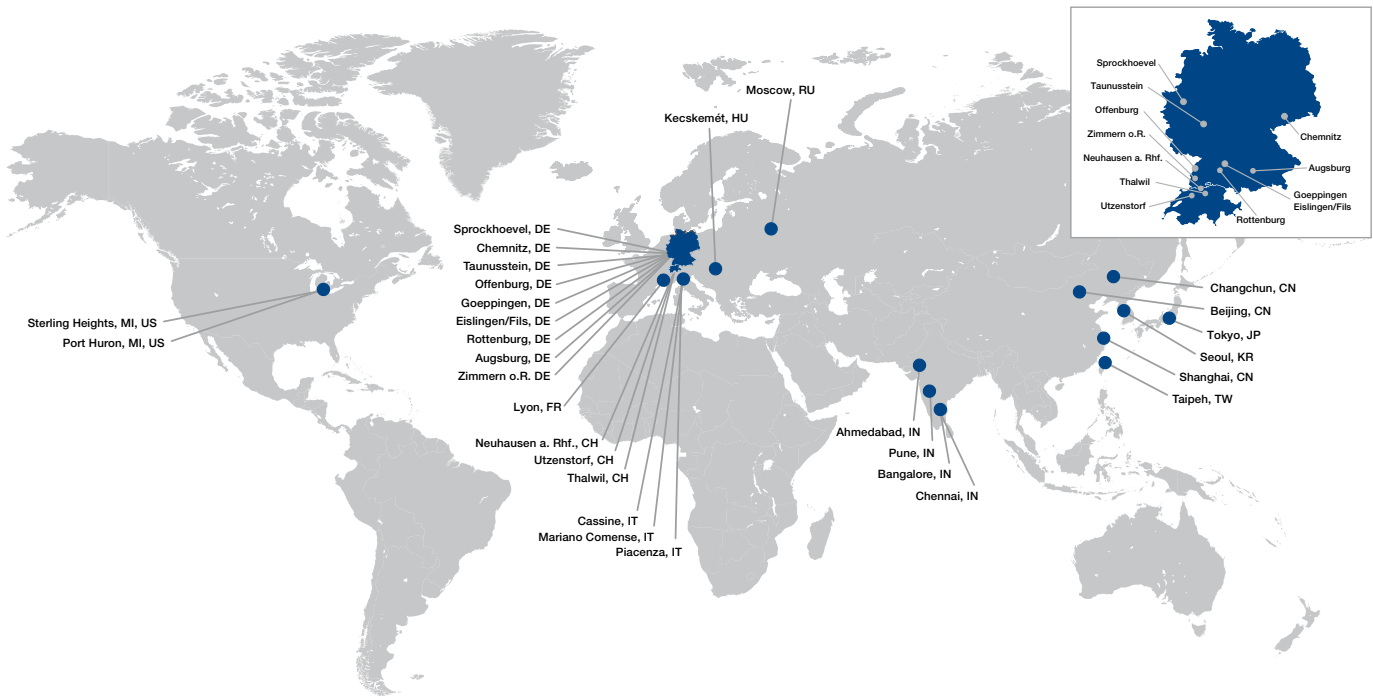 Moscow, RU
Kecskemét, HU
Sprockhoevel, DE
Chemnitz, DE
Taunusstein, DE
Offenburg, DE
Goeppingen, DE
Eislingen/Fils, DE
Rottenburg, DE
Augsburg, DE
Zimmern o.R. DE
Lyon, FR
Neuhausen a. Rhf., CH
Utzenstorf, CH
Thalwil, CH
Cassine, IT
Mariano Comense, IT
Piacenza, IT
Sterling Heights, MI, US
Port Huron, MI, US
Ahmedabad, IN
Pune, IN
Bangalore, IN
Chennai, IN
Changchun, CN
Beijing, CN
Tokyo, JP
Seoul, KR
Shanghai, CN
Taipeh, TW
Sprockhoevel
Taunusstein
Offenburg
Zimmern o.R.
Neuhausen a. Rhf.
Thalwil
Utzenstorf
Chemnitz
Augsburg
Goeppingen
Eislingen/Fils
Rottenburg